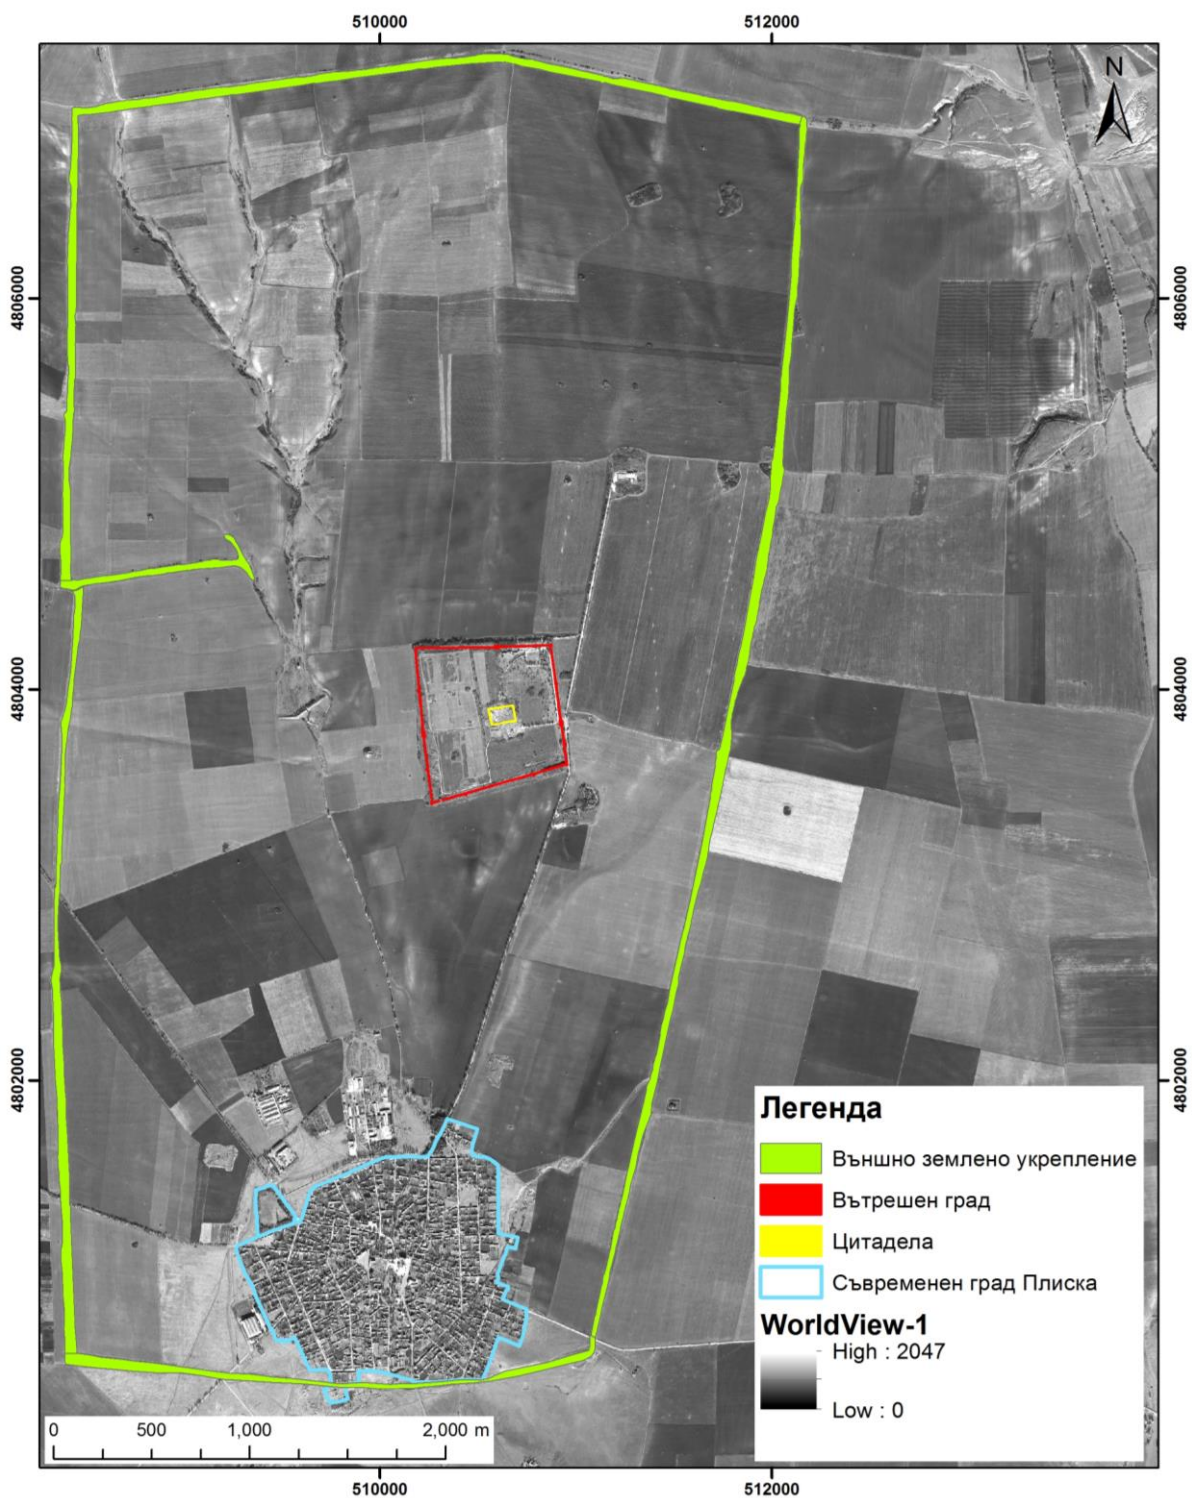 510000 512000
N
4806000 4806000
4804000 4804000
4802000 4802000
Легенда
Външно землено укрепление
Вътрешен град
Цитадела
Съвременен град Плиска
WorldView-1
High : 2047
Low : 0
0 500 1,000 2,000 m
510000 512000